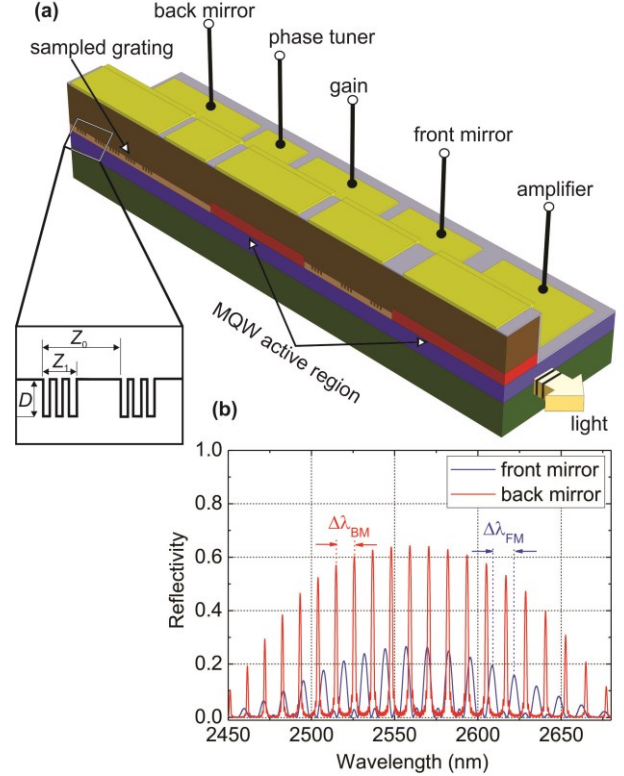 (a)
back mirror
sampled grating
phase tuner
gain
front mirror
amplifier
MQW active region
Z₀
Z₁
D
light
(b)
front mirror
back mirror
Δλ_BM
Δλ_FM
Reflectivity
1.0
0.8
0.6
0.4
0.2
0.0
2450
2500
2550
2600
2650
Wavelength (nm)